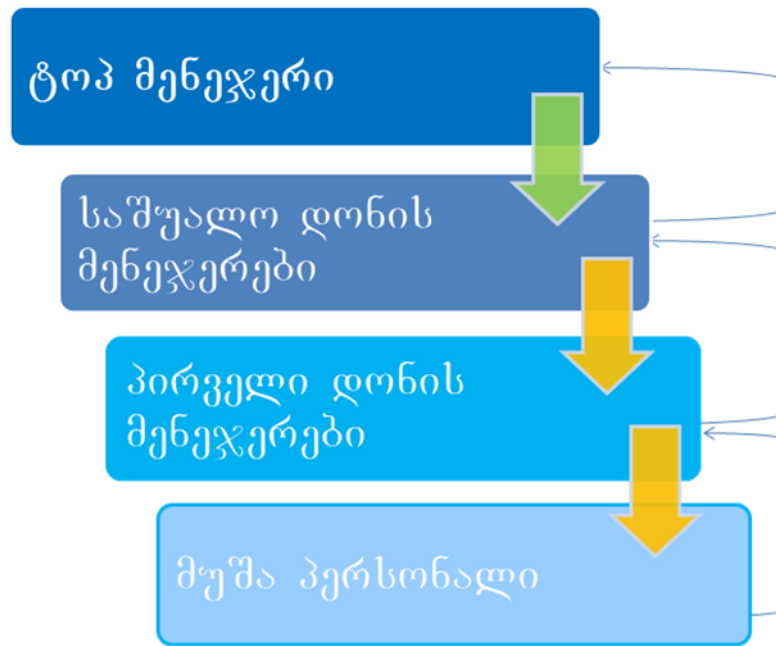 ტოპ მენეჯერი
საშუალო დონის
მენეჯერები
პირველი დონის
მენეჯერები
მუშა პერსონალი